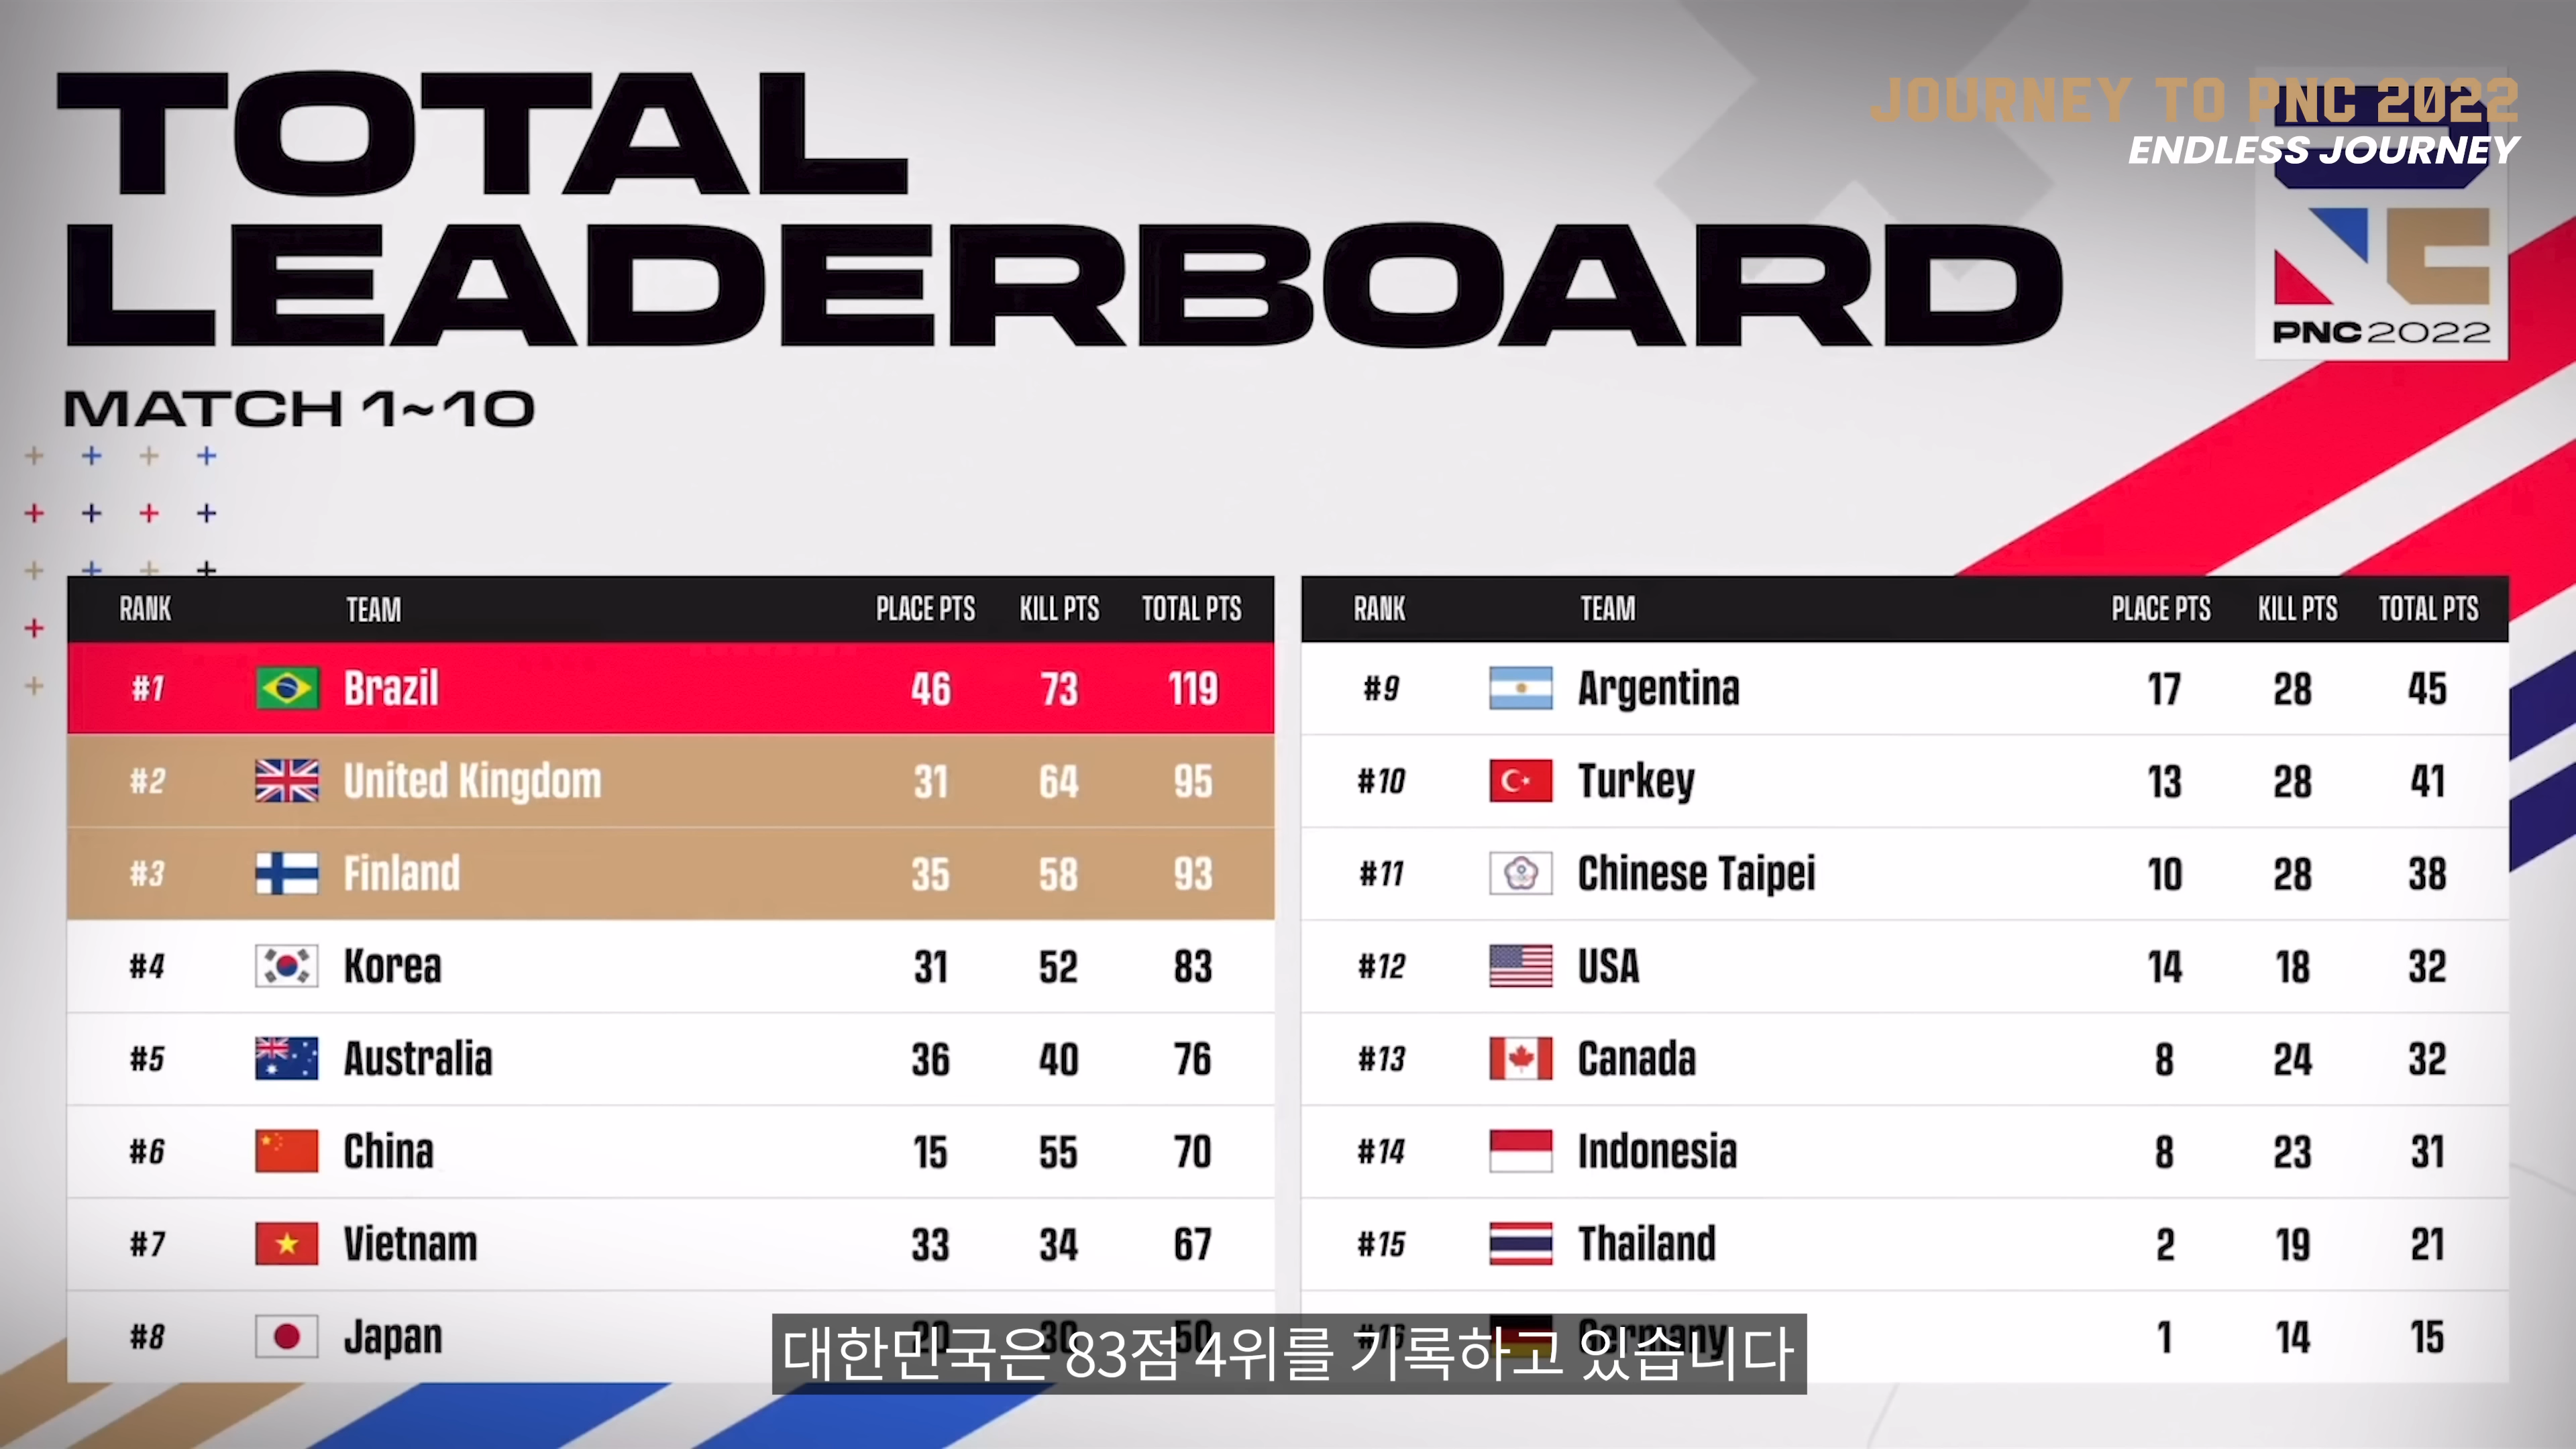 TOTAL
LEADERBOARD
MATCH 1~10
JOURNEY TO PNC 2022
ENDLESS JOURNEY
PNC2022
RANK TEAM PLACE PTS KILL PTS TOTAL PTS
#1 Brazil 46 73 119
#2 United Kingdom 31 64 95
#3 Finland 35 58 93
#4 Korea 31 52 83
#5 Australia 36 40 76
#6 China 15 55 70
#7 Vietnam 33 34 67
#8 Japan 20 30 50
RANK TEAM PLACE PTS KILL PTS TOTAL PTS
#9 Argentina 17 28 45
#10 Turkey 13 28 41
#11 Chinese Taipei 10 28 38
#12 USA 14 18 32
#13 Canada 8 24 32
#14 Indonesia 8 23 31
#15 Thailand 2 19 21
#16 Germany 1 14 15
대한민국은 83점 4위를 기록하고 있습니다